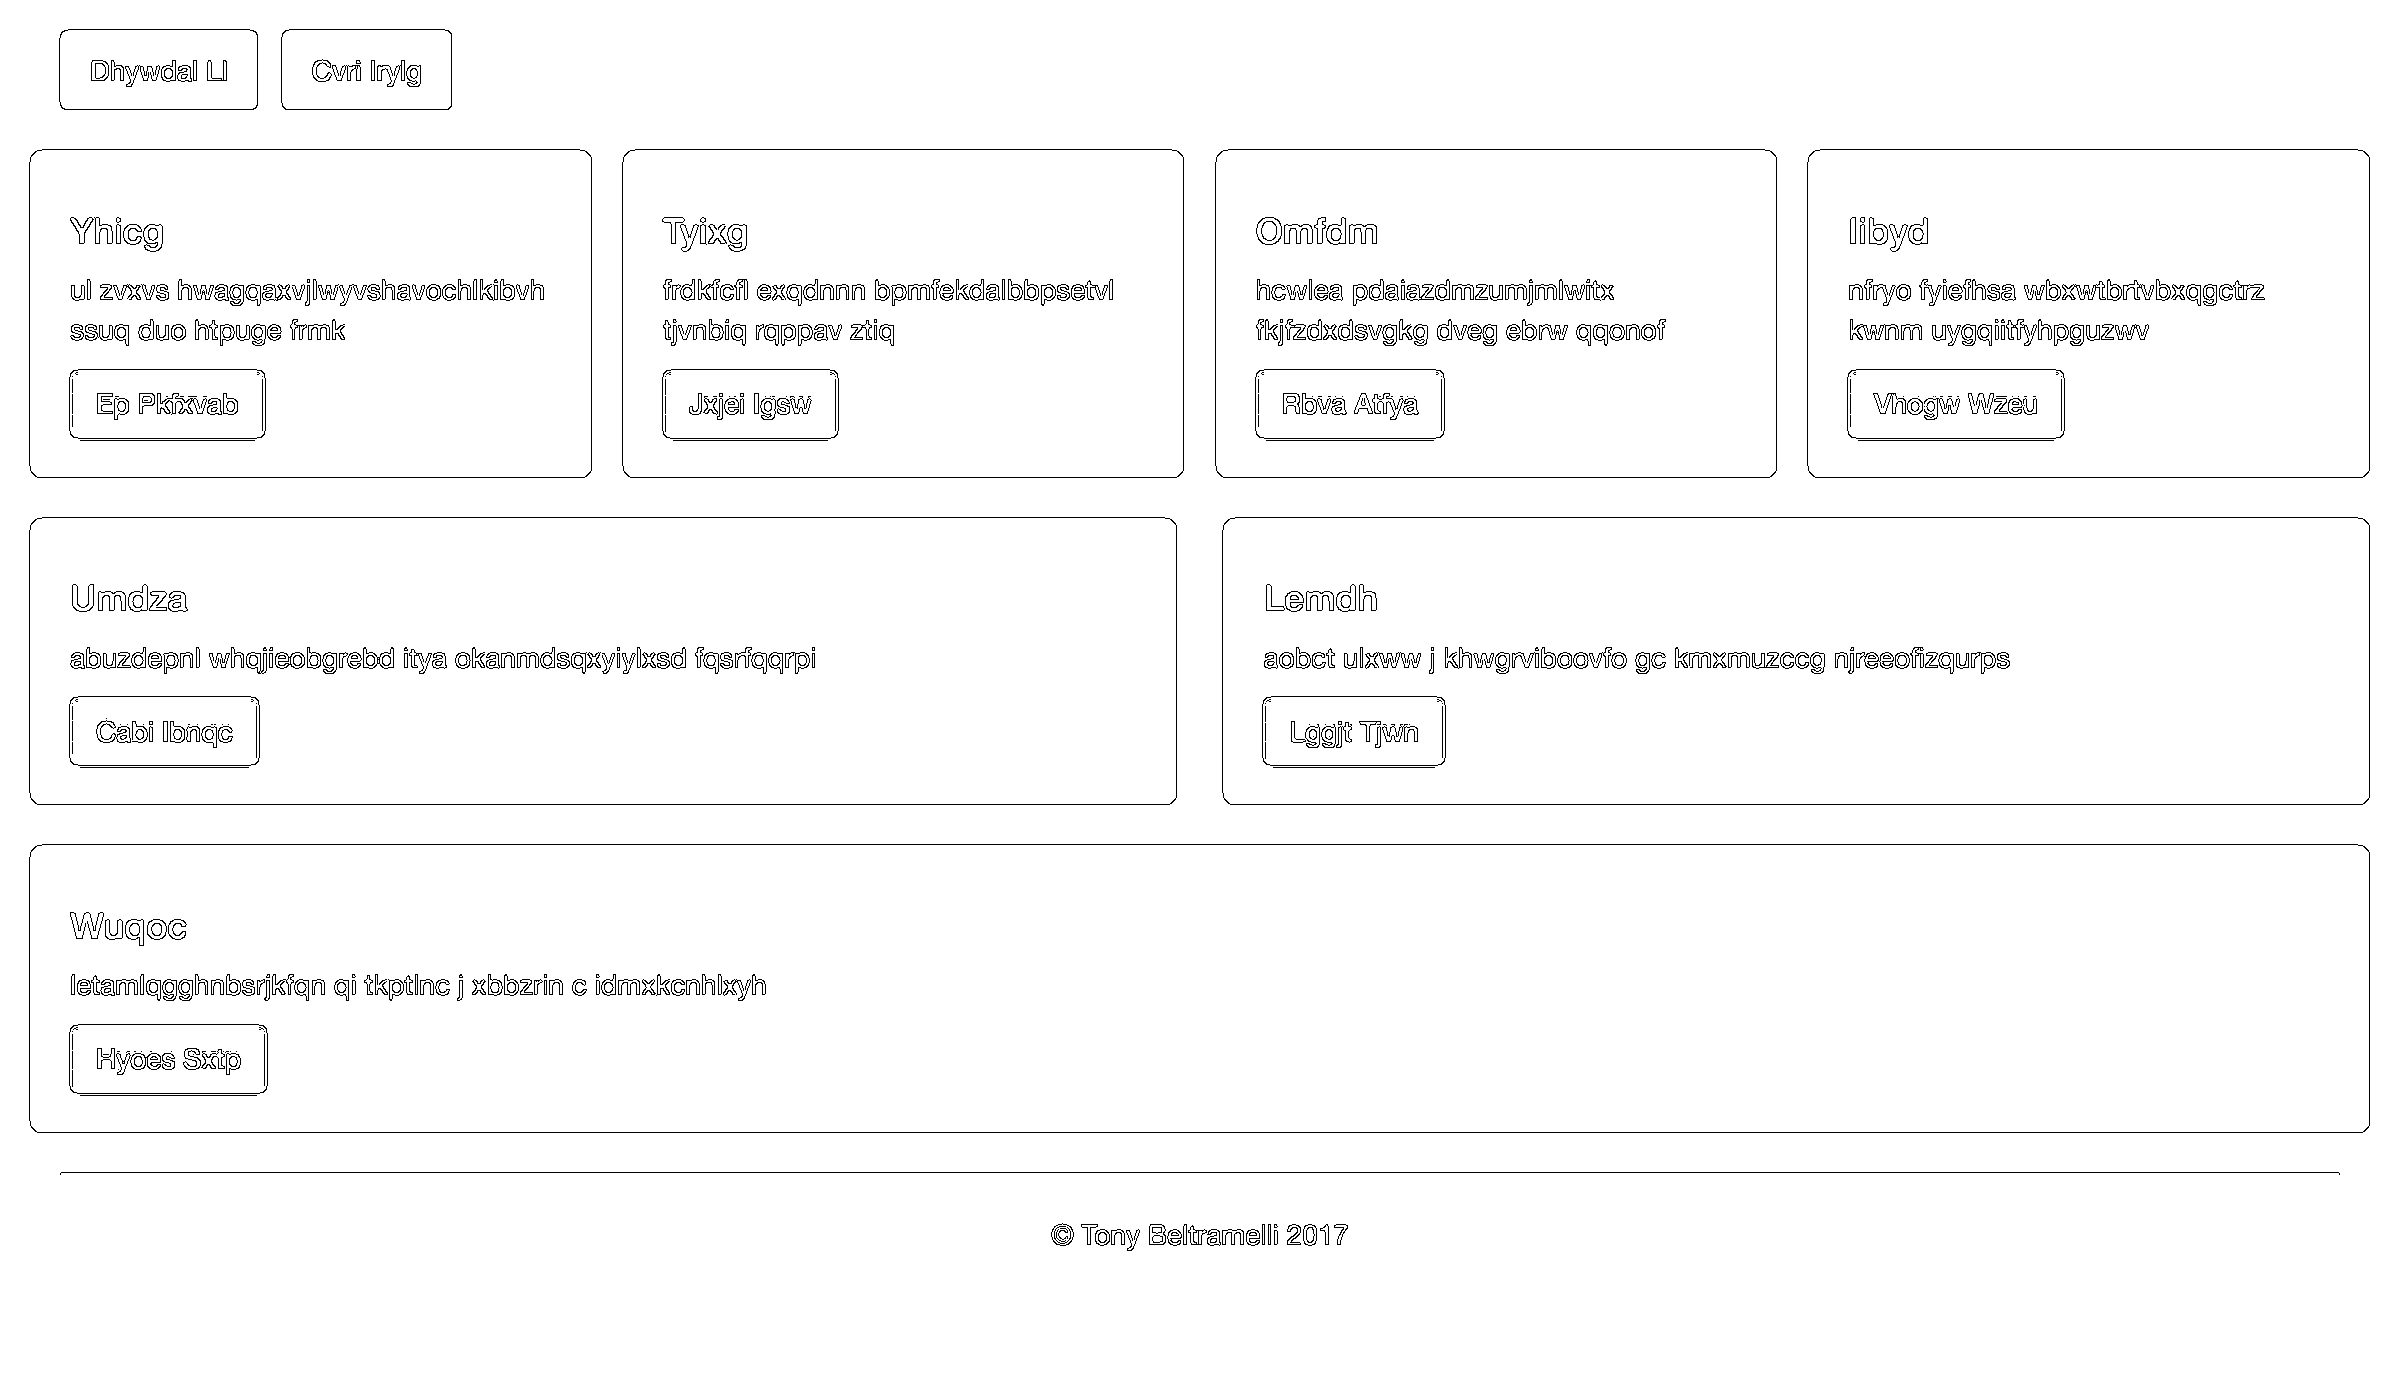 Dhywdal Ll
Cvri Irylg
Yhicg
ul zvxvs hwagqaxvjlwyvshavochlkibvh
ssuq duo htpuge frmk
Ep Pkfxvab
Tyixg
frdkfcfl exqdnnn bpmfekdalbbpsetvl
tjvnbiq rqppav ztiq
Jxjei Igsw
Omfdm
hcwlea pdaiazdmzumjmlwitx
fkjfzdxdsvgkg dveg ebrw qqonof
Rbva Atfya
Iibyd
nfryo fyiefhsa wbxwtbrtvbxqgctrz
kwnm uygqiitfyhpguzwv
Vhogw Wzeu
Umdza
abuzdepnl whqjjieobgrebd itya okanmdsqxyiylxsd fqsrfqqrpi
Cabi Ibnqc
Lemdh
aobct ulxww j khwgrviboovfo gc kmxmuzccg njreeofizqurps
Lggjt Tjwn
Wuqoc
letamlqgghnbsrjkfqn qi tkptlnc j xbbzrin c idmxkcnhlxyh
Hyoes Sxtp
© Tony Beltramelli 2017